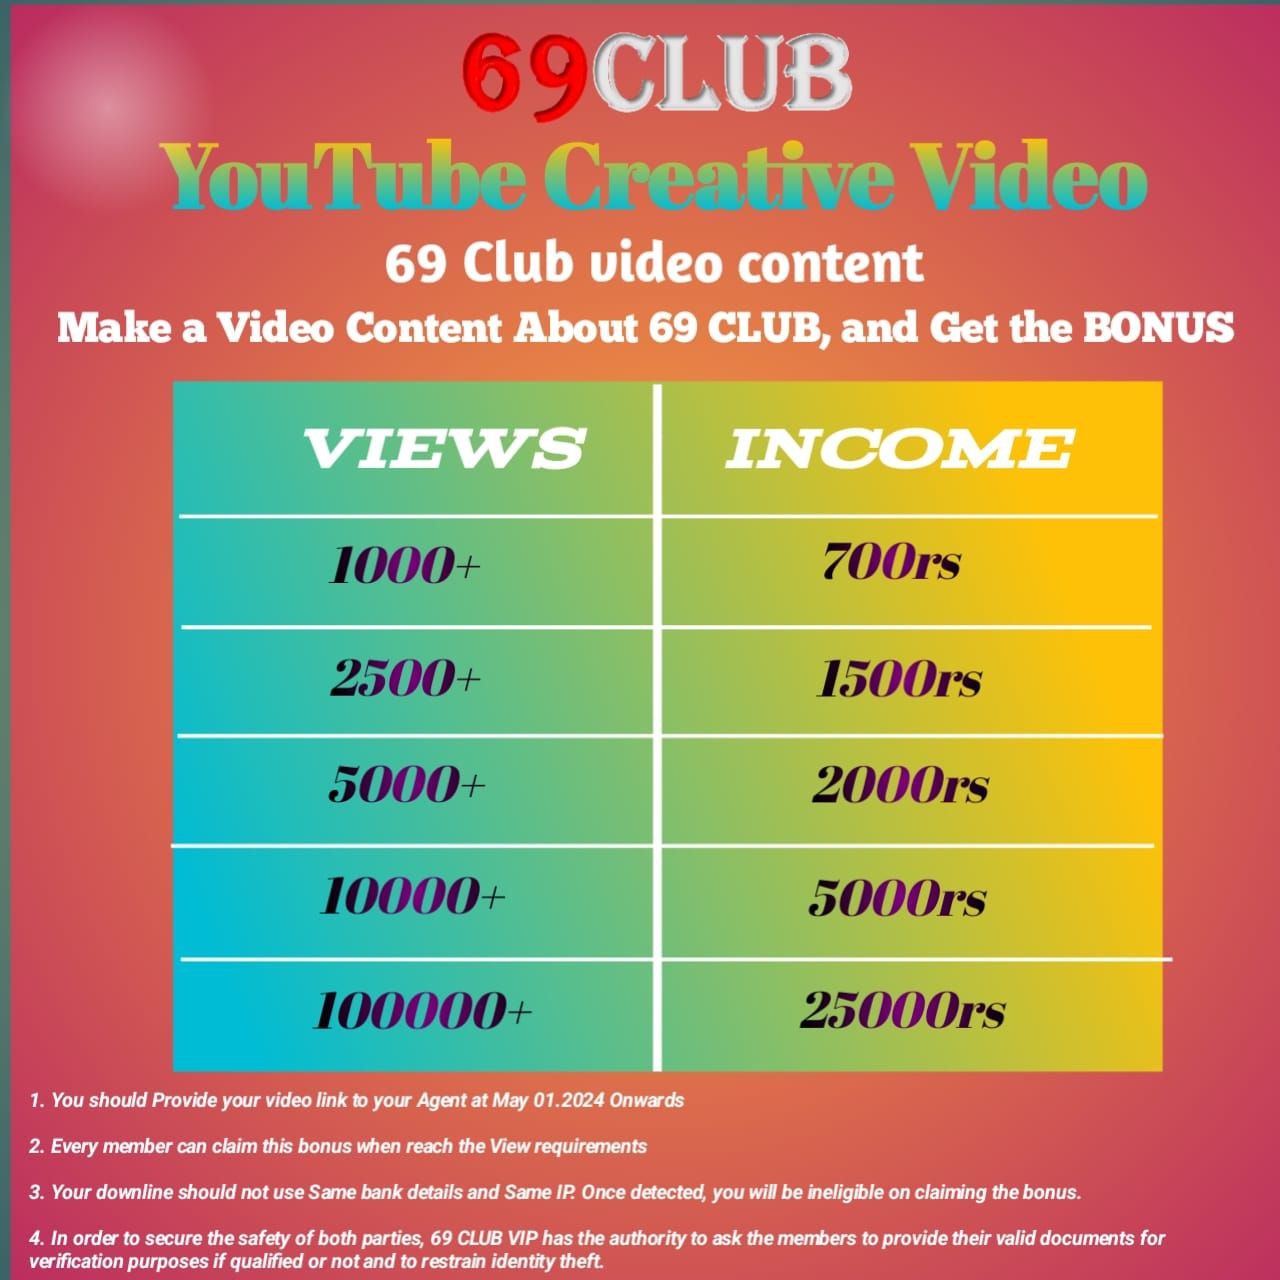 69CLUB
YouTube Creative Video
69 Club video content
Make a Video Content About 69 CLUB, and Get the BONUS
VIEWS INCOME
1000+ 700rs
2500+ 1500rs
5000+ 2000rs
10000+ 5000rs
100000+ 25000rs
1. You should Provide your video link to your Agent at May 01.2024 Onwards
2. Every member can claim this bonus when reach the View requirements
3. Your downline should not use Same bank details and Same IP. Once detected, you will be ineligible on claiming the bonus.
4. In order to secure the safety of both parties, 69 CLUB VIP has the authority to ask the members to provide their valid documents for
verification purposes if qualified or not and to restrain identity theft.